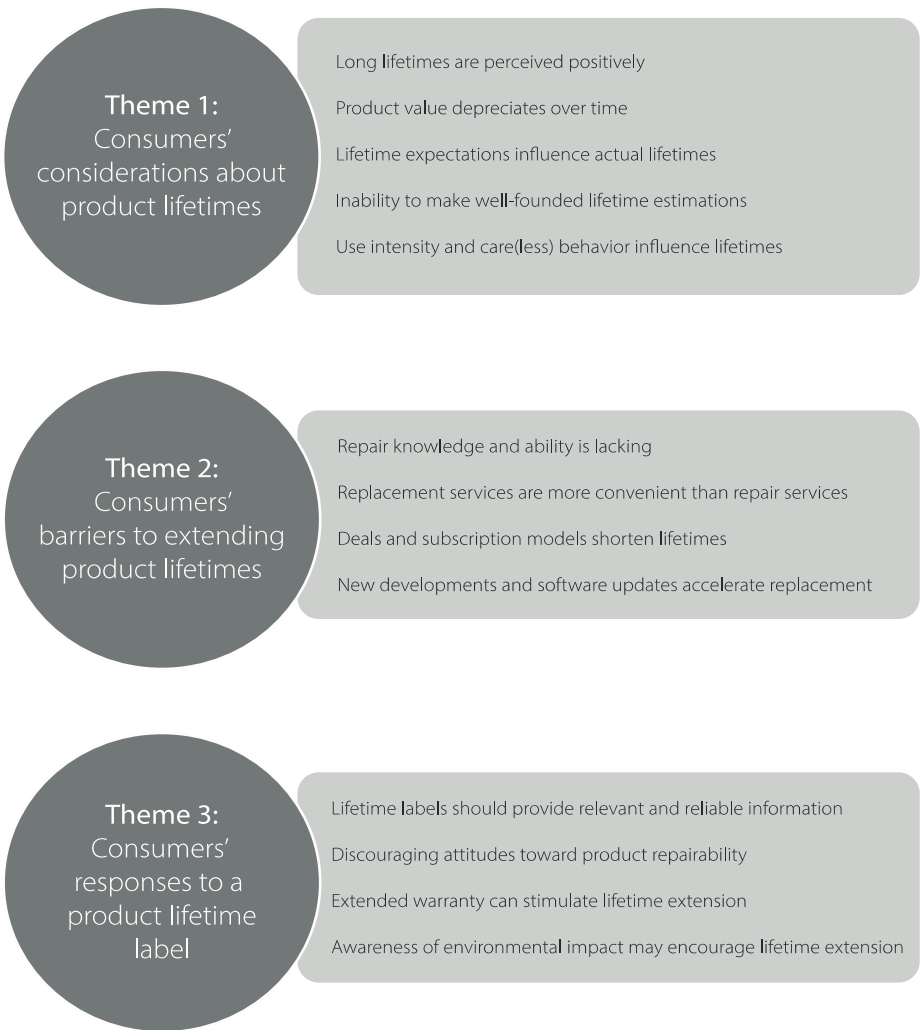 Theme 1:
Consumers’
considerations about
product lifetimes
Long lifetimes are perceived positively
Product value depreciates over time
Lifetime expectations influence actual lifetimes
Inability to make well-founded lifetime estimations
Use intensity and care(less) behavior influence lifetimes
Theme 2:
Consumers’
barriers to extending
product lifetimes
Repair knowledge and ability is lacking
Replacement services are more convenient than repair services
Deals and subscription models shorten lifetimes
New developments and software updates accelerate replacement
Theme 3:
Consumers’
responses to a
product lifetime
label
Lifetime labels should provide relevant and reliable information
Discouraging attitudes toward product repairability
Extended warranty can stimulate lifetime extension
Awareness of environmental impact may encourage lifetime extension